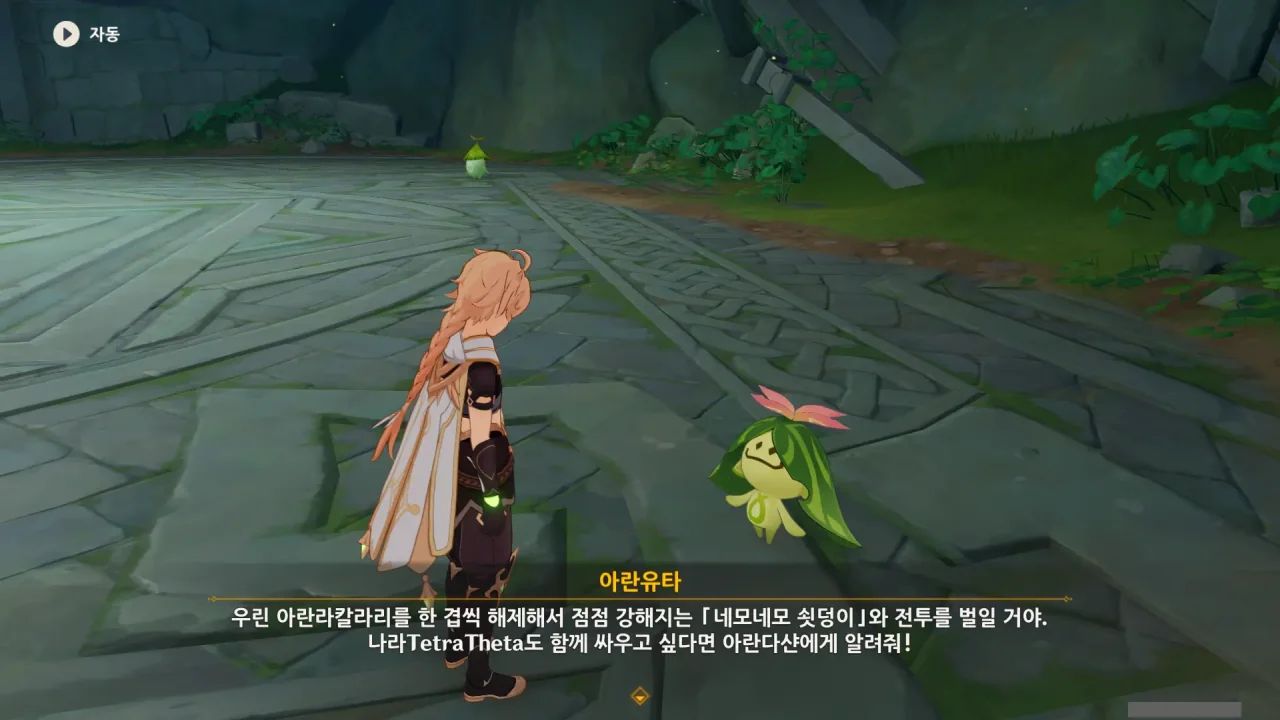 자동
아란유타
우린 아란라칼라리를 한 겹씩 해제해서 점점 강해지는 「네모네모 쇳덩이」와 전투를 벌일 거야.
나라TetraTheta도 함께 싸우고 싶다면 아란다샨에게 알려줘!